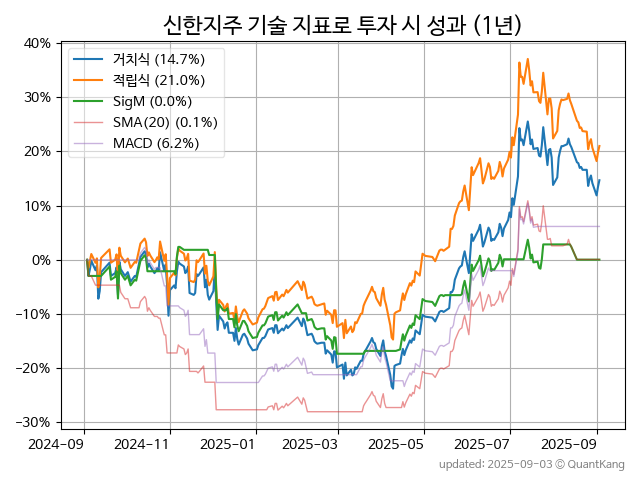 신한지주 기술 지표로 투자 시 성과 (1년)
거치식 (14.7%)
적립식 (21.0%)
SigM (0.0%)
SMA(20) (0.1%)
MACD (6.2%)
40%
30%
20%
10%
0%
−10%
−20%
−30%
2024-09 2024-11 2025-01 2025-03 2025-05 2025-07 2025-09
updated: 2025-09-03 © QuantKang